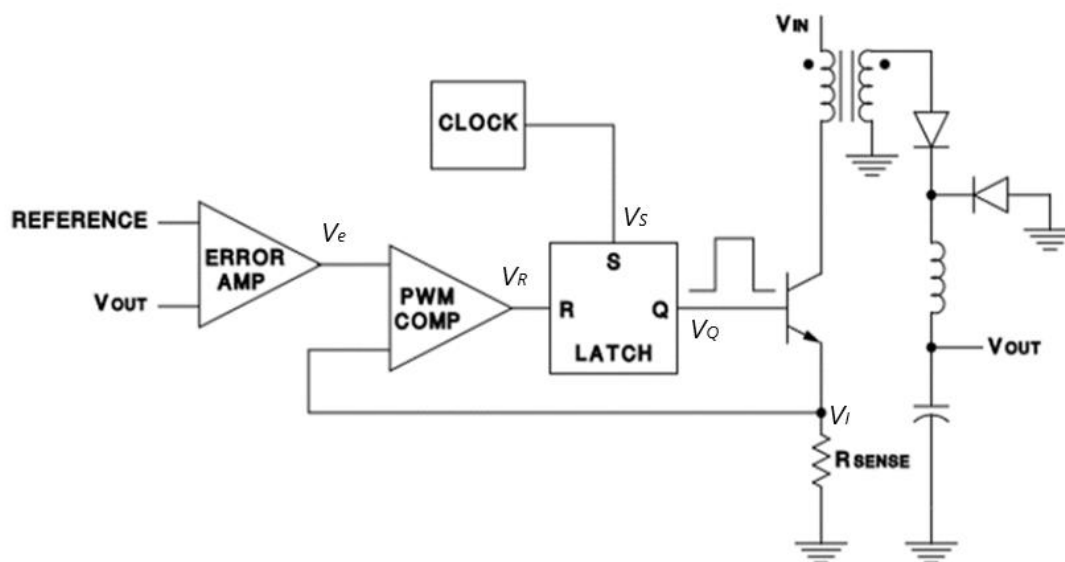 VIN
CLOCK
REFERENCE
Ve
ERROR
AMP
VOUT
PWM
COMP
VR
VS
S
R
Q
LATCH
VQ
VOUT
VI
RSENSE